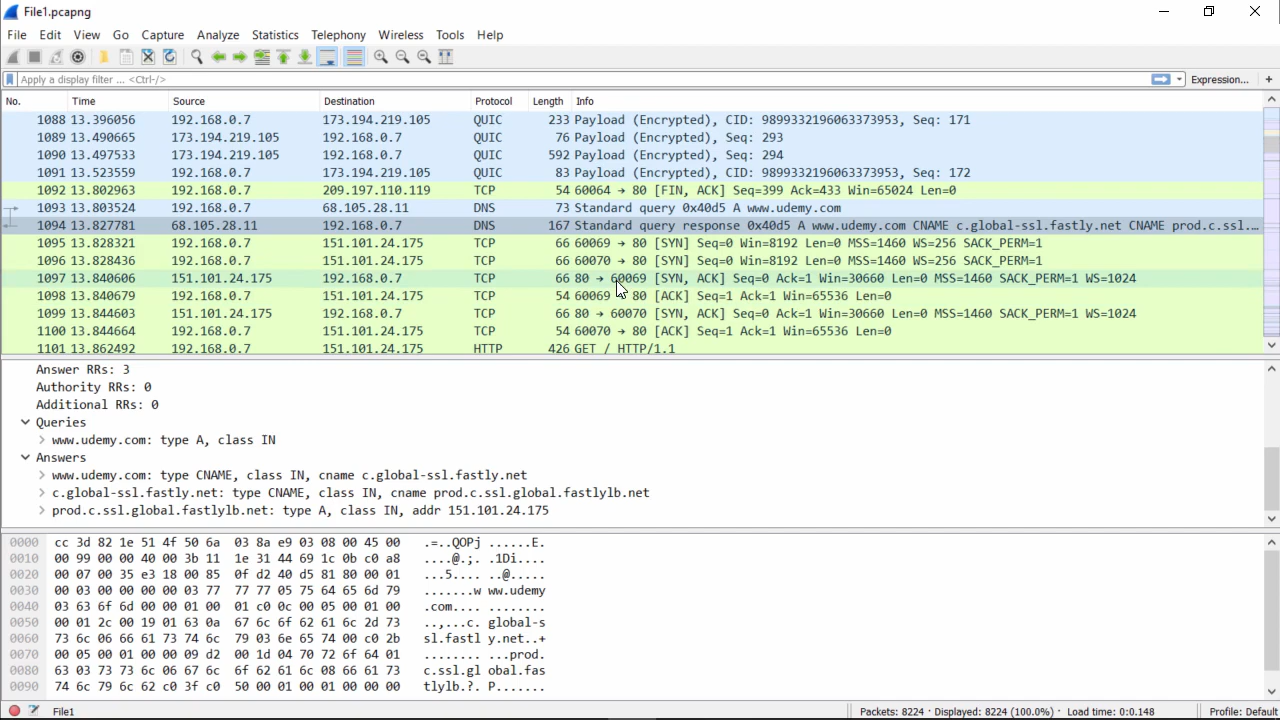 File1.pcapng
File Edit View Go Capture Analyze Statistics Telephony Wireless Tools Help
Apply a display filter ... <Ctrl-/> Expression... +
No. Time Source Destination Protocol Length Info
1088 13.396056 192.168.0.7 173.194.219.105 QUIC 233 Payload (Encrypted), CID: 9899332196063373953, Seq: 171
1089 13.490665 173.194.219.105 192.168.0.7 QUIC 76 Payload (Encrypted), Seq: 293
1090 13.497533 173.194.219.105 192.168.0.7 QUIC 592 Payload (Encrypted), Seq: 294
1091 13.523559 192.168.0.7 173.194.219.105 QUIC 83 Payload (Encrypted), CID: 9899332196063373953, Seq: 172
1092 13.802963 192.168.0.7 209.197.110.119 TCP 54 60064 → 80 [FIN, ACK] Seq=399 Ack=433 Win=65024 Len=0
1093 13.803524 192.168.0.7 68.105.28.11 DNS 73 Standard query 0x40d5 A www.udemy.com
1094 13.827781 68.105.28.11 192.168.0.7 DNS 167 Standard query response 0x40d5 A www.udemy.com CNAME c.global-ssl.fastly.net CNAME prod.c.ssl....
1095 13.828321 192.168.0.7 151.101.24.175 TCP 66 60069 → 80 [SYN] Seq=0 Win=8192 Len=0 MSS=1460 WS=256 SACK_PERM=1
1096 13.828436 192.168.0.7 151.101.24.175 TCP 66 60070 → 80 [SYN] Seq=0 Win=8192 Len=0 MSS=1460 WS=256 SACK_PERM=1
1097 13.840606 151.101.24.175 192.168.0.7 TCP 66 80 → 60069 [SYN, ACK] Seq=0 Ack=1 Win=30660 Len=0 MSS=1460 SACK_PERM=1 WS=1024
1098 13.840679 192.168.0.7 151.101.24.175 TCP 54 60069 → 80 [ACK] Seq=1 Ack=1 Win=65536 Len=0
1099 13.844603 151.101.24.175 192.168.0.7 TCP 66 80 → 60070 [SYN, ACK] Seq=0 Ack=1 Win=30660 Len=0 MSS=1460 SACK_PERM=1 WS=1024
1100 13.844664 192.168.0.7 151.101.24.175 TCP 54 60070 → 80 [ACK] Seq=1 Ack=1 Win=65536 Len=0
1101 13.862492 192.168.0.7 151.101.24.175 HTTP 426 GET / HTTP/1.1
Answer RRs: 3
Authority RRs: 0
Additional RRs: 0
Queries
www.udemy.com: type A, class IN
Answers
www.udemy.com: type CNAME, class IN, cname c.global-ssl.fastly.net
c.global-ssl.fastly.net: type CNAME, class IN, cname prod.c.ssl.global.fastlylb.net
prod.c.ssl.global.fastlylb.net: type A, class IN, addr 151.101.24.175
0000 cc 3d 82 1e 51 4f 50 6a 03 8a e9 03 08 00 45 00 .=..QOPj ......E.
0010 00 99 00 00 40 00 3b 11 1e 31 44 69 1c 0b c0 a8 ....@.;. .1Di....
0020 00 07 00 35 e3 18 00 85 0f d2 40 d5 81 80 00 01 ...5.... ..@.....
0030 00 03 00 00 00 00 03 77 77 77 05 75 64 65 6d 79 .......w ww.udemy
0040 03 63 6f 6d 00 00 01 00 01 c0 0c 00 05 00 01 00 .com.... ........
0050 00 01 2c 00 19 01 63 0a 67 6c 6f 62 61 6c 2d 73 ..,...c. global-s
0060 73 6c 06 66 61 73 74 6c 79 03 6e 65 74 00 c0 2b sl.fastl y.net..+
0070 00 05 00 01 00 00 09 d2 00 1d 04 70 72 6f 64 01 ........ ...prod.
0080 63 03 73 73 6c 06 67 6c 6f 62 61 6c 08 66 61 73 c.ssl.gl obal.fas
0090 74 6c 79 6c 62 c0 3f c0 50 00 01 00 01 00 00 00 tlylb.?. P.......
File1 Packets: 8224 · Displayed: 8224 (100.0%) · Load time: 0:0.148 Profile: Default